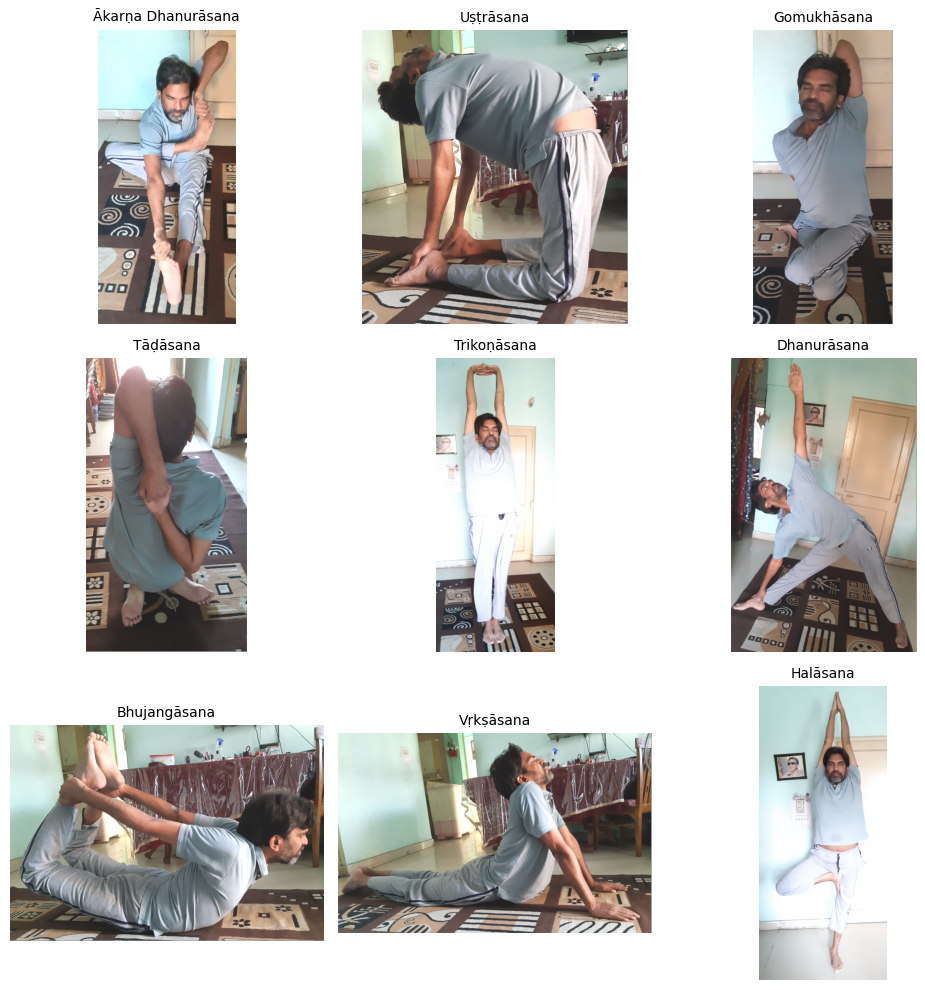 Ākarṇa Dhanurāsana
Uṣṭrāsana
Gomukhāsana
Tāḍāsana
Trikoṇāsana
Dhanurāsana
Bhujangāsana
Vṛkṣāsana
Halāsana